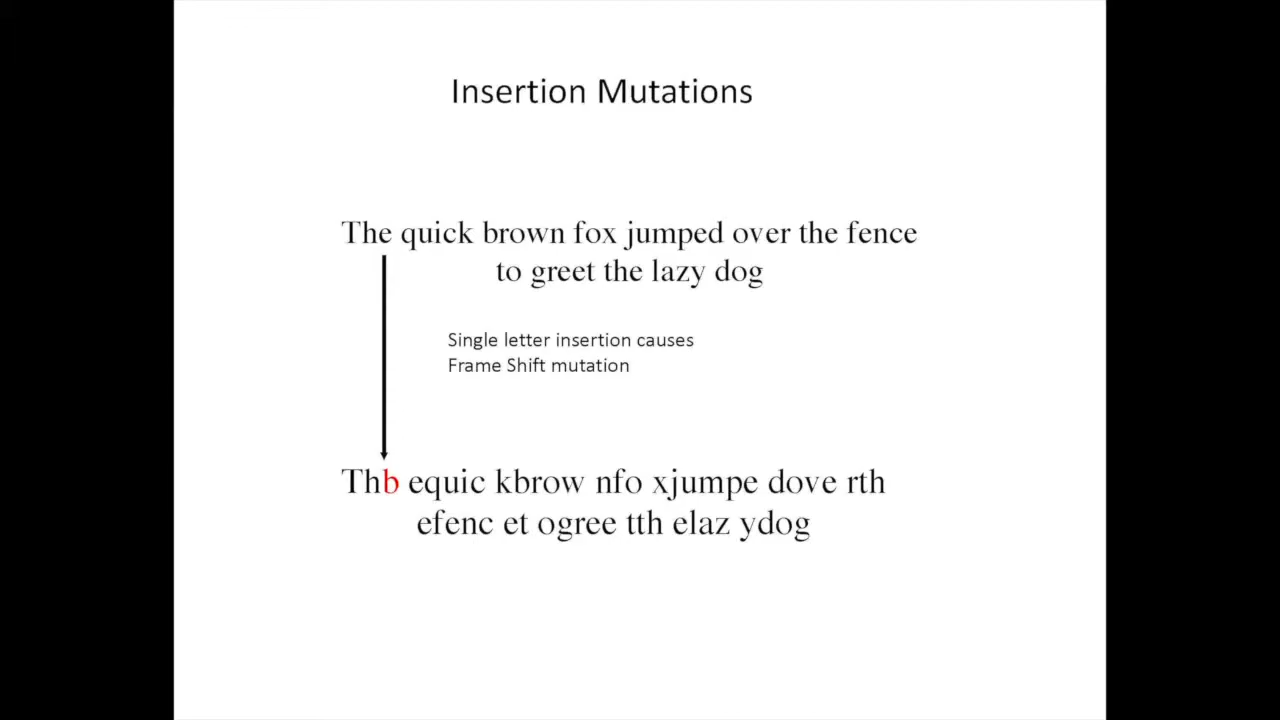 Insertion Mutations
The quick brown fox jumped over the fence
to greet the lazy dog
Single letter insertion causes
Frame Shift mutation
Thb equic kbrow nfo xjumpe dove rth
efenc et ogree tth elaz ydog